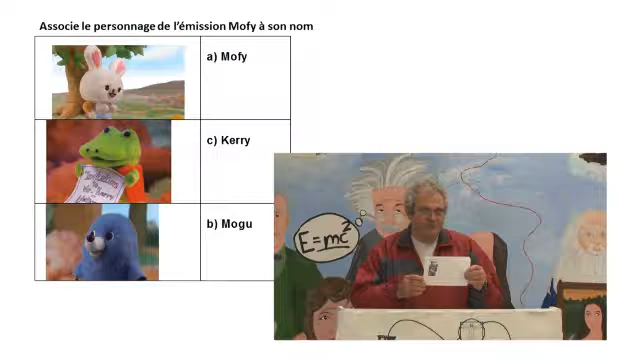 Associe le personnage de l'émission Mofy à son nom
a) Mofy
c) Kerry
b) Mogu
E=mc²